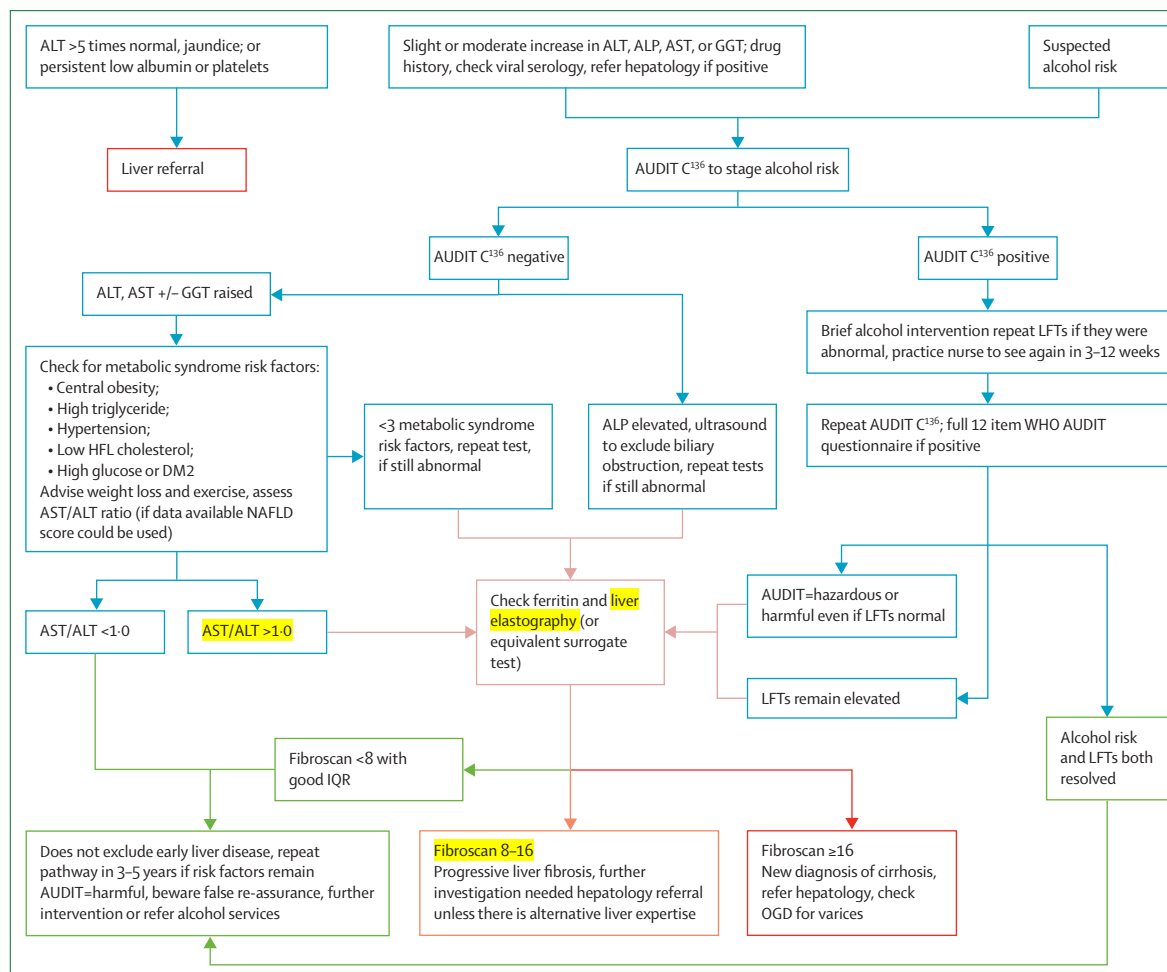 ALT >5 times normal, jaundice; or
persistent low albumin or platelets
Slight or moderate increase in ALT, ALP, AST, or GGT; drug
history, check viral serology, refer hepatology if positive
Suspected
alcohol risk
Liver referral
AUDIT C¹³⁶ to stage alcohol risk
AUDIT C¹³⁶ negative
AUDIT C¹³⁶ positive
ALT, AST +/– GGT raised
Brief alcohol intervention repeat LFTs if they were
abnormal, practice nurse to see again in 3–12 weeks
Check for metabolic syndrome risk factors:
• Central obesity;
• High triglyceride;
• Hypertension;
• Low HFL cholesterol;
• High glucose or DM2
Advise weight loss and exercise, assess
AST/ALT ratio (if data available NAFLD
score could be used)
<3 metabolic syndrome
risk factors, repeat test,
if still abnormal
ALP elevated, ultrasound
to exclude biliary
obstruction, repeat tests
if still abnormal
Repeat AUDIT C¹³⁶; full 12 item WHO AUDIT
questionnaire if positive
AST/ALT <1·0
AST/ALT >1·0
Check ferritin and liver
elastography (or
equivalent surrogate
test)
AUDIT=hazardous or
harmful even if LFTs normal
LFTs remain elevated
Fibroscan <8 with
good IQR
Alcohol risk
and LFTs both
resolved
Does not exclude early liver disease, repeat
pathway in 3–5 years if risk factors remain
AUDIT=harmful, beware false re-assurance, further
intervention or refer alcohol services
Fibroscan 8–16
Progressive liver fibrosis, further
investigation needed hepatology referral
unless there is alternative liver expertise
Fibroscan ≥16
New diagnosis of cirrhosis,
refer hepatology, check
OGD for varices